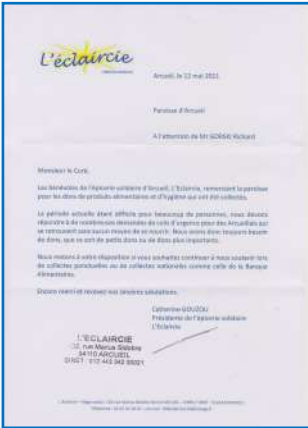 L'éclaircie
Arcueil, le 12 mai 2021
Paroisse d'Arcueil
A l'attention de Mr
Monsieur le Curé,
Les bénévoles de l'épicerie solidaire d'Arcueil, L'Eclaircie, remercient la paroisse
pour les dons de produits alimentaires et d'hygiène qui ont été collectés.
La période actuelle étant difficile pour beaucoup de personnes, nous devons
répondre à de nombreuses demandes de colis d'urgence pour des Arcueillais qui
se retrouvent sans aucun moyen de se nourrir. Nous avons donc toujours besoin
de dons, que ce soit de petits dons ou de dons plus importants.
Nous restons à votre disposition si vous souhaitez continuer à nous soutenir lors
de collectes ponctuelles ou de collectes nationales comme celle de la Banque
Alimentaires.
Encore merci et recevez nos sincères salutations.
Catherine
Présidente de l'épicerie solidaire
L'Eclaircie
L'ECLAIRCIE
rue Marius Sidobre
94110 ARCUEIL